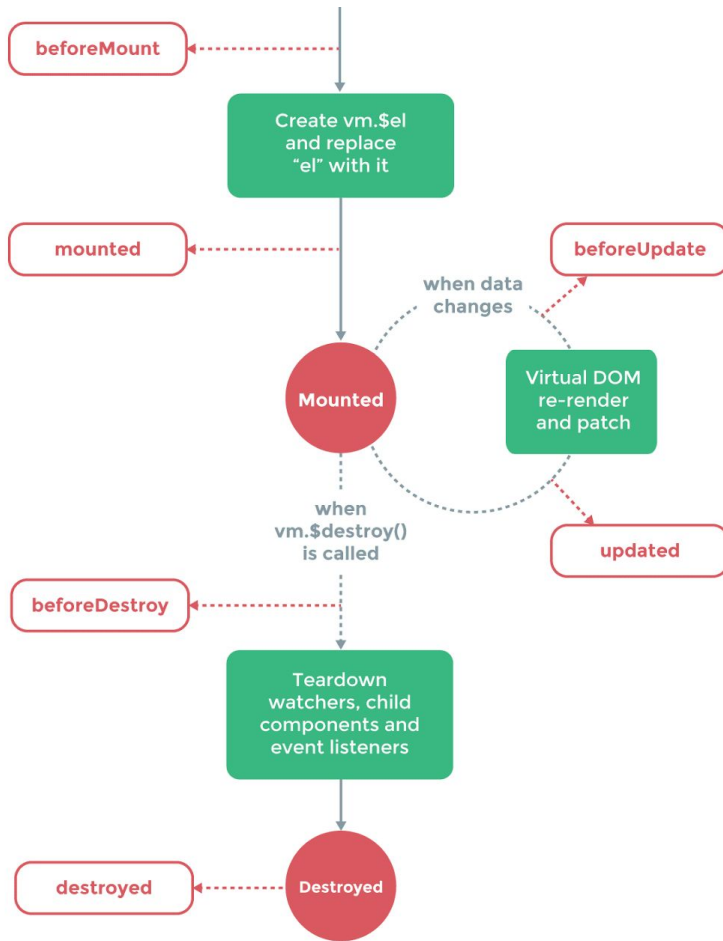 beforeMount
Create vm.$el
and replace
“el” with it
mounted
beforeUpdate
when data
changes
Mounted
Virtual DOM
re-render
and patch
when
vm.$destroy()
is called
updated
beforeDestroy
Teardown
watchers, child
components and
event listeners
destroyed
Destroyed